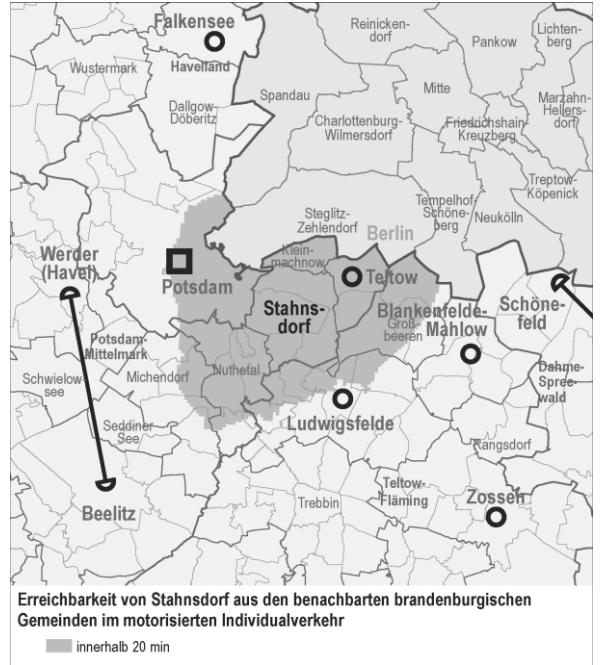 Falkensee
Havelland
Wustermark
Dallgow-
Döberitz
Spandau
Reinicken-
dorf
Pankow
Lichten-
berg
Mitte
Marzahn-
Hellers-
dorf
Charlottenburg-
Wilmersdorf
Friedrichshain-
Kreuzberg
Treptow-
Köpenick
Tempelhof-
Schöne-
berg
Neukölln
Steglitz-
Zehlendorf
Berlin
Klein-
machnow
Werder
(Havel)
Potsdam
Teltow
Stahns-
dorf
Blankenfelde-
Mahlow
Groß-
beeren
Schöne-
feld
Potsdam-
Mittelmark
Schwielow-
see
Michendorf
Nuthetal
Dahme-
Spree-
wald
Seddiner
See
Ludwigsfelde
Rangsdorf
Beelitz
Trebbin
Teltow-
Fläming
Zossen
Erreichbarkeit von Stahnsdorf aus den benachbarten brandenburgischen
Gemeinden im motorisierten Individualverkehr
innerhalb 20 min